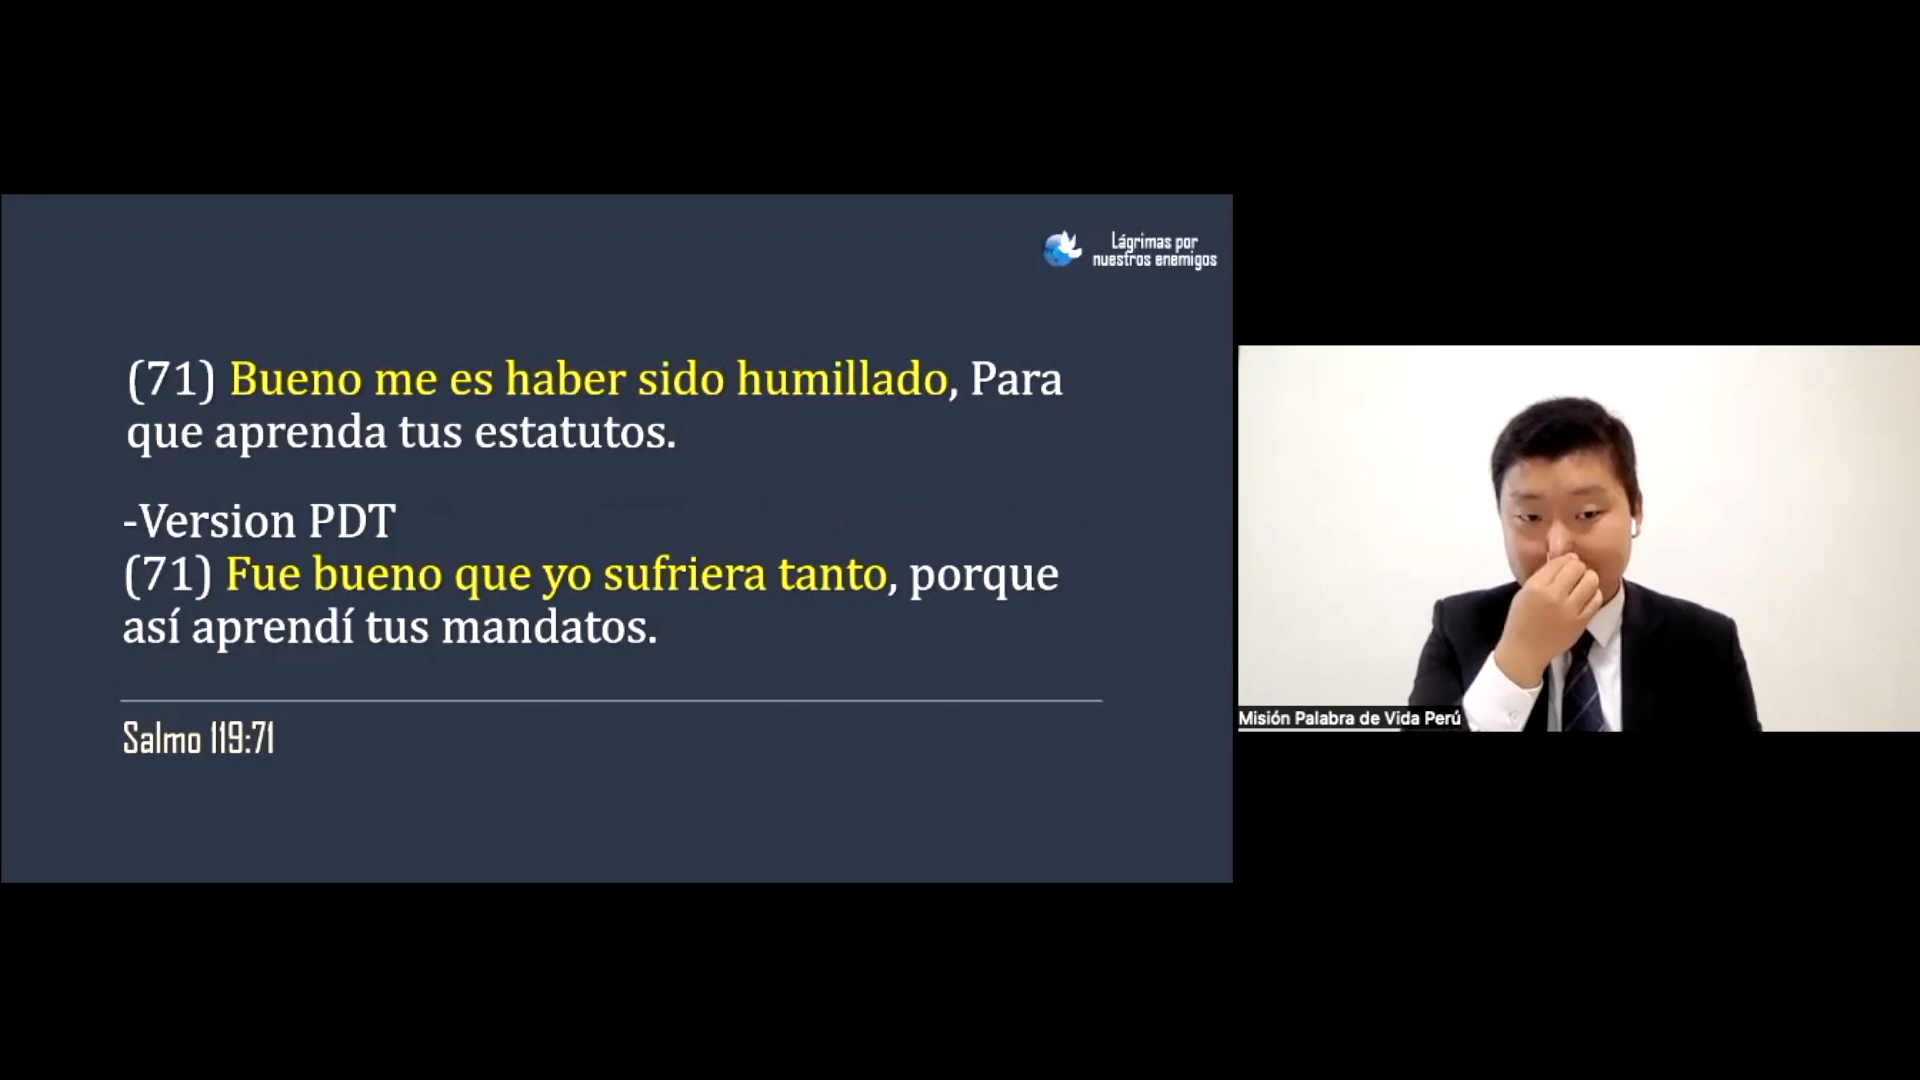 Lágrimas por
nuestros enemigos
(71) Bueno me es haber sido humillado, Para
que aprenda tus estatutos.
-Version PDT
(71) Fue bueno que yo sufriera tanto, porque
así aprendí tus mandatos.
Salmo 119:71
Misión Palabra de Vida Perú